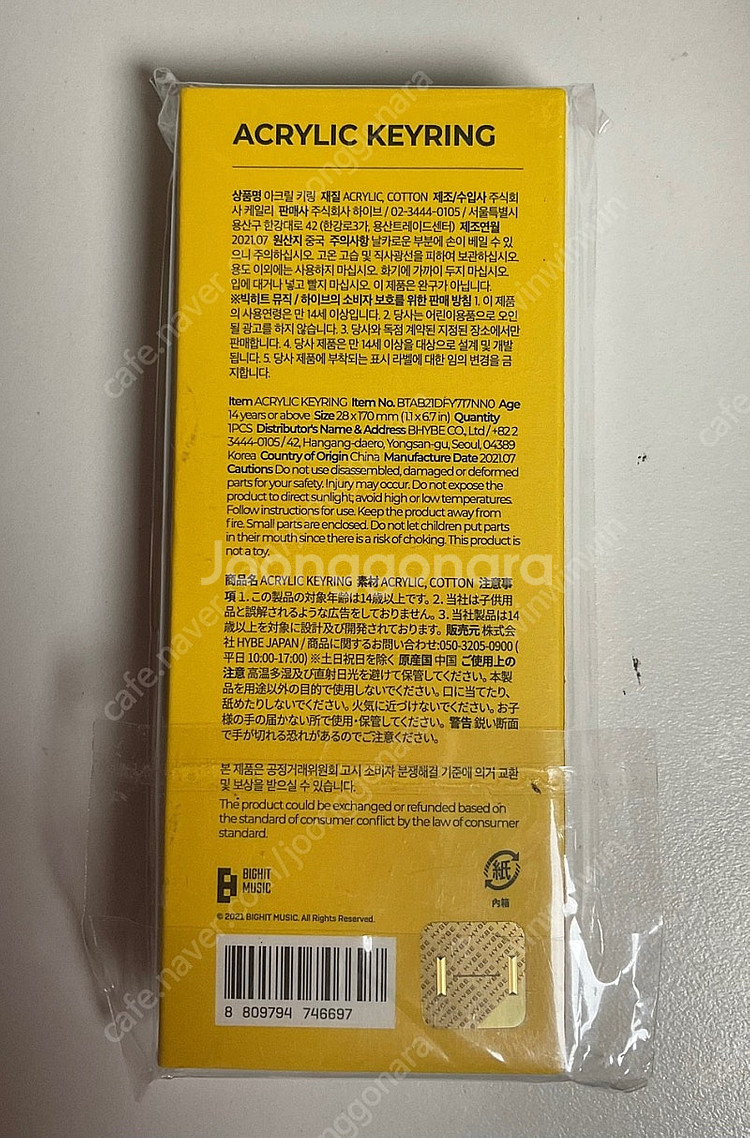 ACRYLIC KEYRING
상품명 아크릴 키링 재질 ACRYLIC, COTTON 제조/수입사 주식회
사 케일리 판매사 주식회사 하이브 / 02-3444-0105 / 서울특별시
용산구 한강대로 42 (한강로3가, 용산트레이드센터) 제조연월
2021.07 원산지 중국 주의사항 날카로운 부분에 손이 베일 수 있
으니 주의하십시오. 고온 고습 및 직사광선을 피하여 보관하십시오.
용도 이외에는 사용하지 마십시오. 화기에 가까이 두지 마십시오.
입에 대거나 넣고 빨지 마십시오. 이 제품은 완구가 아닙니다.
※빅히트 뮤직 / 하이브의 소비자 보호를 위한 판매 방침 1. 이 제품
의 사용연령은 만 14세 이상입니다. 2. 당사는 어린이용품으로 오인
될 광고를 하지 않습니다. 3. 당사와 독점 계약된 지정된 장소에서만
판매합니다. 4. 당사 제품은 만 14세 이상을 대상으로 설계 및 개발
됩니다. 5. 당사 제품에 부착되는 표시 라벨에 대한 임의 변경을 금
지합니다.
Item ACRYLIC KEYRING Item No. BTAB21DFY717NN0 Age
14 years or above Size 28 x 170 mm (1.1 x 6.7 in) Quantity
1PCS Distributor's Name & Address BHYBE CO., Ltd / +82 2
3444-0105 / 42, Hangang-daero, Yongsan-gu, Seoul, 04389
Korea Country of Origin China Manufacture Date 2021.07
Cautions Do not use disassembled, damaged or deformed
parts for your safety. Injury may occur. Do not expose the
product to direct sunlight; avoid high or low temperatures.
Follow instructions for use. Keep the product away from
fire. Small parts are enclosed. Do not let children put parts
in their mouth since there is a risk of choking. This product is
not a toy.
Joonggonara
商品名 ACRYLIC KEYRING 素材 ACRYLIC, COTTON 注意事
項 1. この製品の対象年齢は14歳以上です。2. 当社は子供用
品と誤解されるような広告をしておりません。3. 当社製品は14
歳以上を対象に設計及び開発されております。販売元 株式会
社 HYBE JAPAN / 商品に関するお問い合わせ:050-3205-0900 (
平日 10:00-17:00) ※土日祝日を除く 原産国 中国 ご使用上の
注意 高温多湿及び直射日光を避けて保管してください。本製
品を用途以外の目的で使用しないでください。口に当てたり、
舐めたりしないでください。火気に近づけないでください。お子
様の手の届かない所で使用・保管してください。警告 鋭い断面
で手が切れる恐れがあるのでご注意ください。
본 제품은 공정거래위원회 고시 소비자 분쟁해결 기준에 의거 교환
및 보상을 받으실 수 있습니다.
The product could be exchanged or refunded based on
the standard of consumer conflict by the law of consumer
standard.
BIGHIT
MUSIC
紙
内箱
© 2021 BIGHIT MUSIC. All Rights Reserved.
8 809794 746697